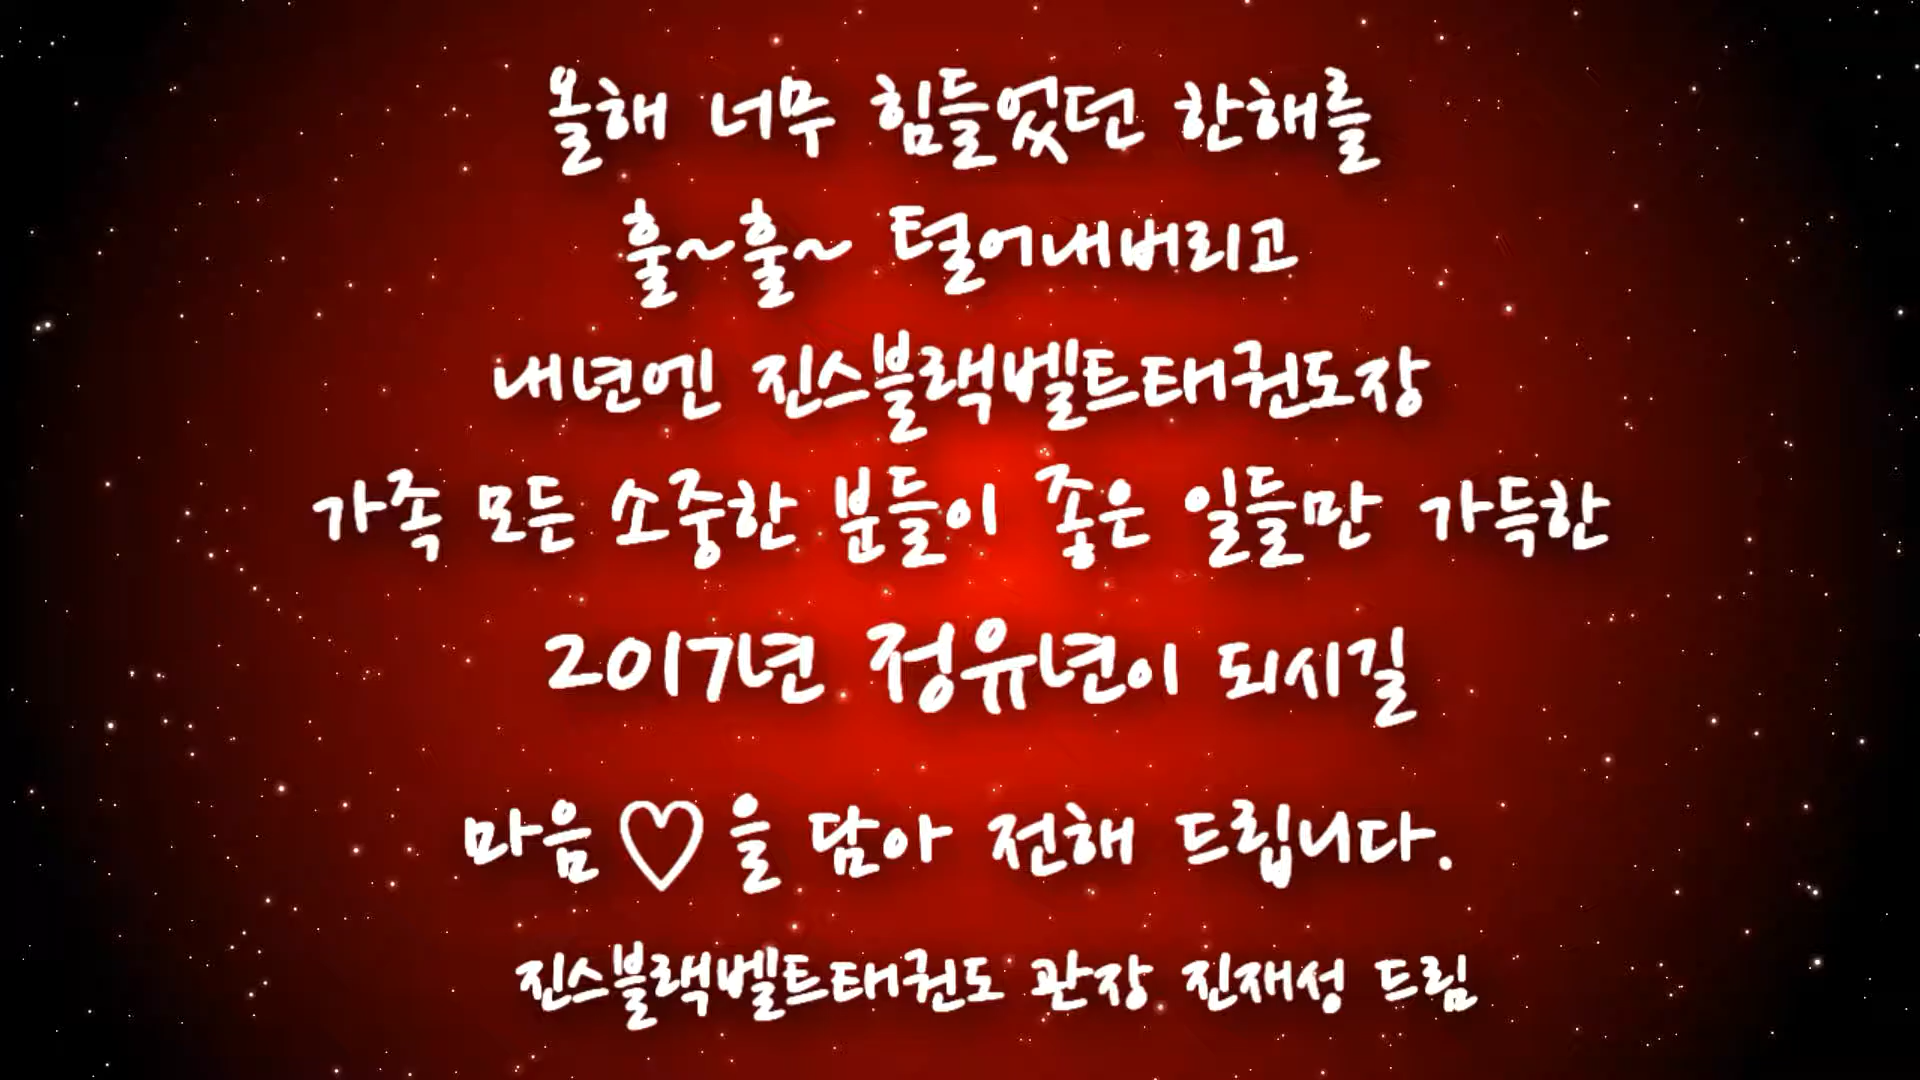 올해 너무 힘들었던 한해를
훌~훌~ 털어내버리고
내년엔 진스블랙벨트태권도장
가족 모든 소중한 분들이 좋은 일들만 가득한
2017년 정유년이 되시길
마음♡을 담아 전해 드립니다.
진스블랙벨트태권도 관장 진재성 드림